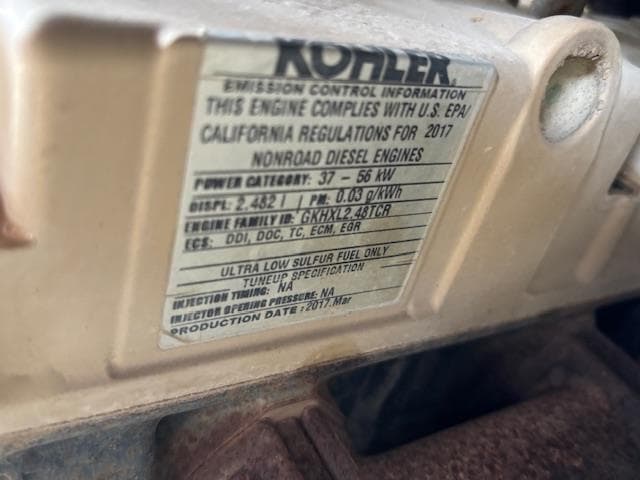 KOHLER®
EMISSION CONTROL INFORMATION
THIS ENGINE COMPLIES WITH U.S. EPA/
CALIFORNIA REGULATIONS FOR 2017
NONROAD DIESEL ENGINES
POWER CATEGORY: 37 – 56 kW
DISPL: 2.482 l | PM: 0.03 g/kWh
ENGINE FAMILY ID: GKHXL2.48TCR
ECS: DDI, DOC, TC, ECM, EGR
ULTRA LOW SULFUR FUEL ONLY
TUNEUP SPECIFICATION
INJECTION TIMING: NA
INJECTOR OPENING PRESSURE: NA
PRODUCTION DATE : 2017.Mar